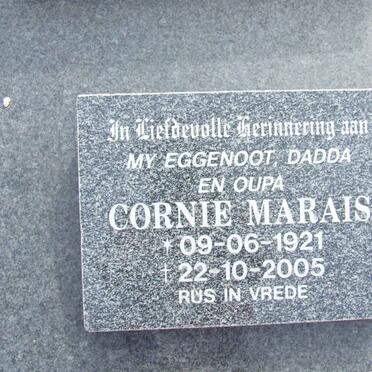 In Liefdevolle Herinnering aan
MY EGGENOOT, DADDA
EN OUPA
CORNIE MARAIS
* 09-06-1921
† 22-10-2005
RUS IN VREDE